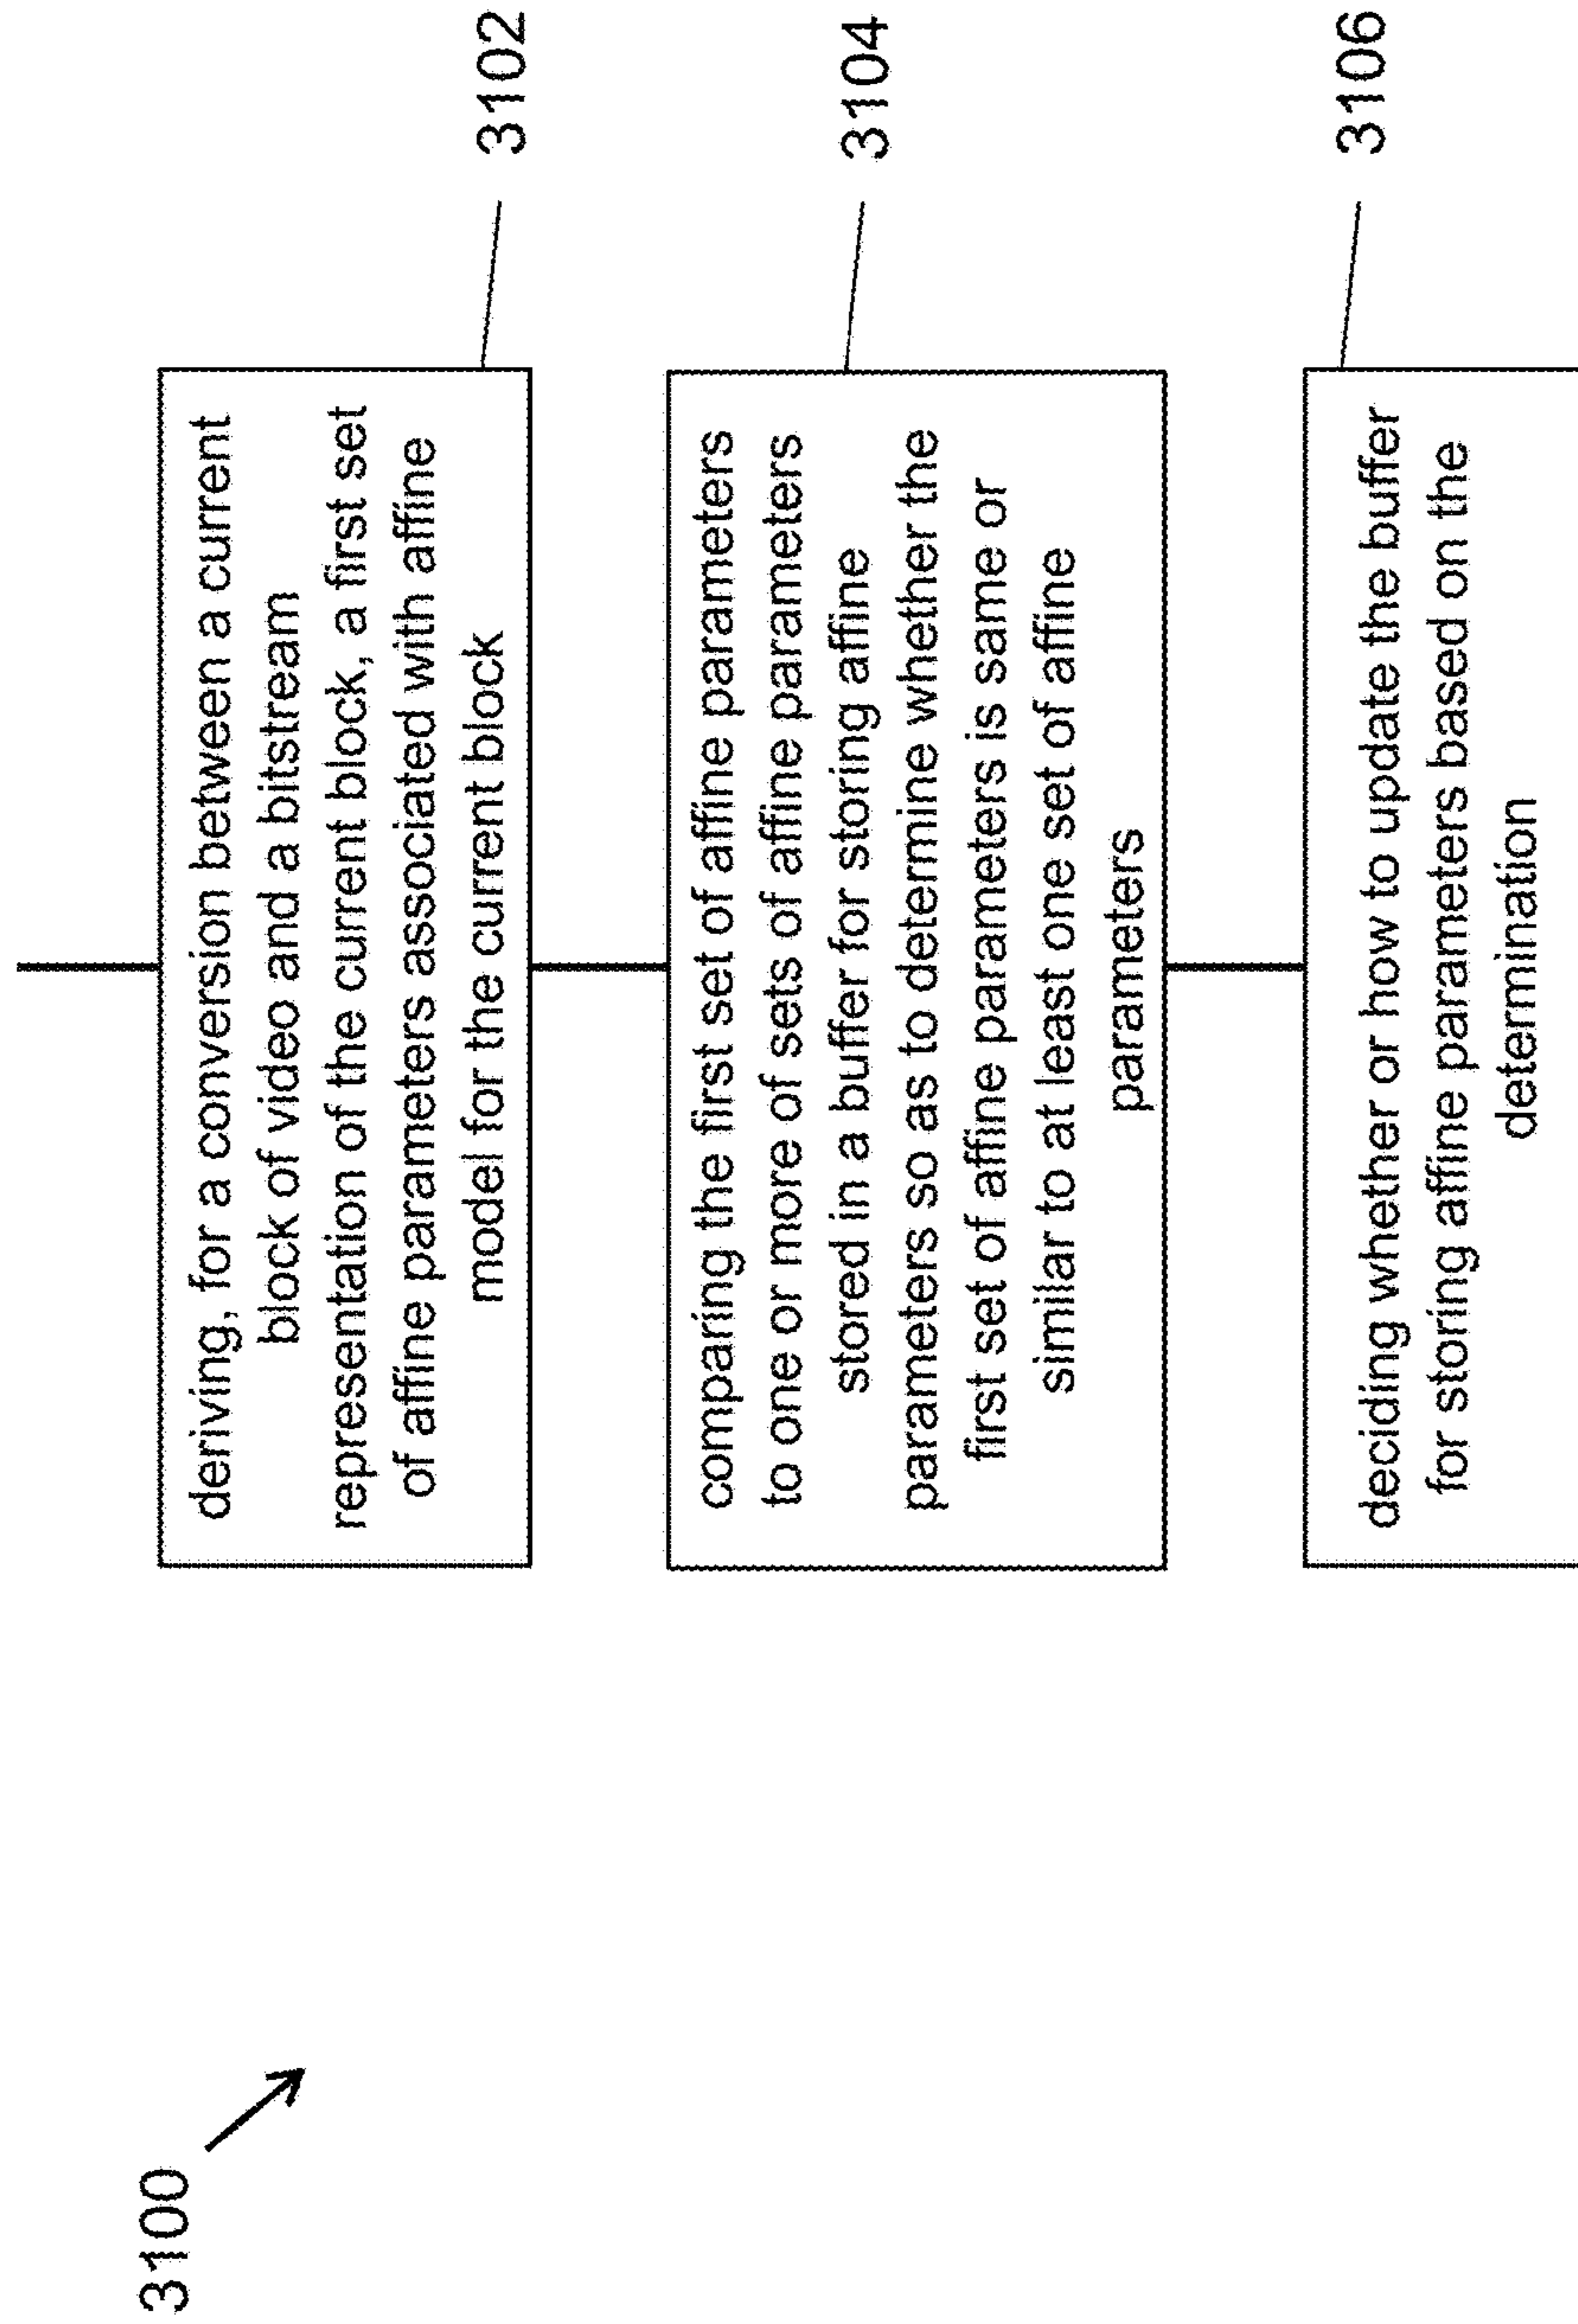 3100
deriving, for a conversion between a current
block of video and a bitstream
representation of the current block, a first set
of affine parameters associated with affine
model for the current block
3102
comparing the first set of affine parameters
to one or more of sets of affine parameters
stored in a buffer for storing affine
parameters so as to determine whether the
first set of affine parameters is same or
similar to at least one set of affine
parameters
3104
deciding whether or how to update the buffer
for storing affine parameters based on the
determination
3106